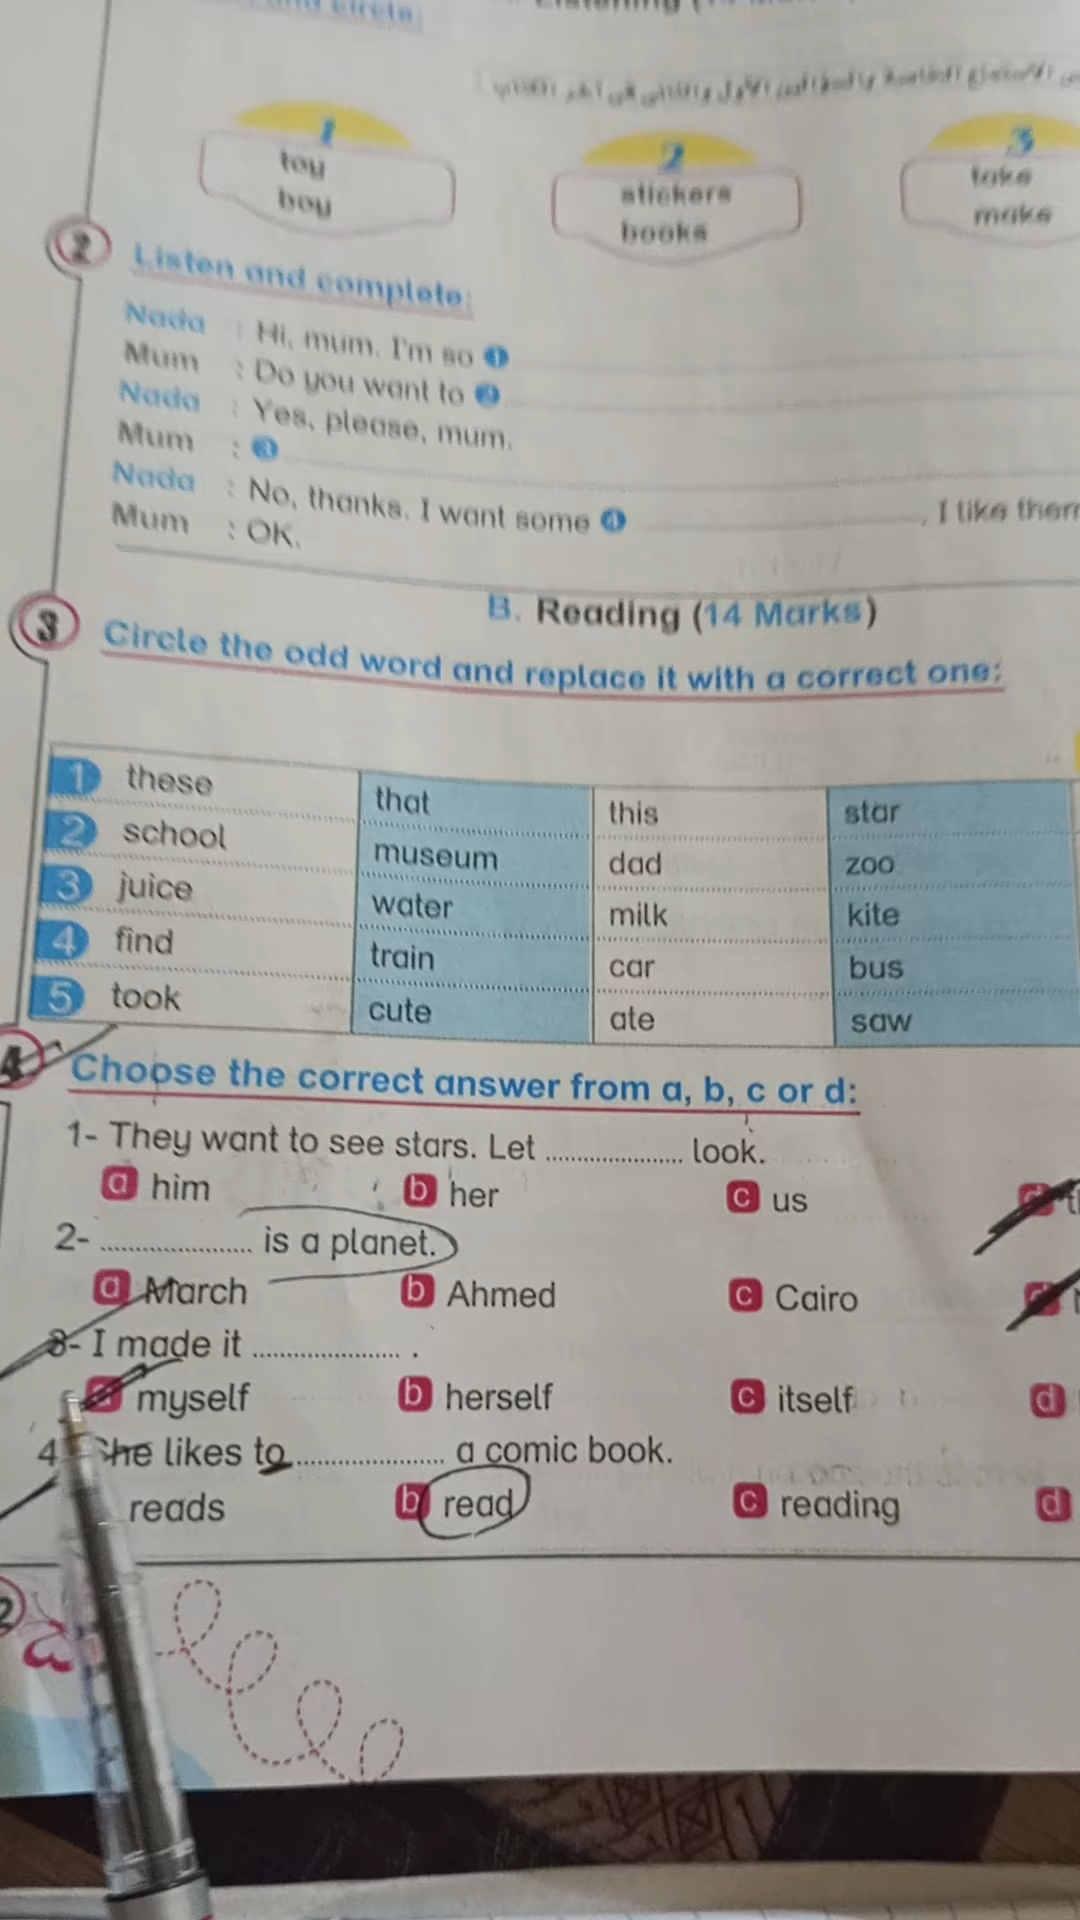 1
toy
boy
2
stickers
books
3
take
make
2 Listen and complete:
Nada : Hi, mum. I'm so 1
Mum : Do you want to 2
Nada : Yes, please, mum.
Mum : 3
Nada : No, thanks. I want some 4 . I like them
Mum : OK.
B. Reading (14 Marks)
3 Circle the odd word and replace it with a correct one:
1 these that this star
2 school museum dad zoo
3 juice water milk kite
4 find train car bus
5 took cute ate saw
4 Choose the correct answer from a, b, c or d:
1- They want to see stars. Let .................... look.
a him b her c us d
2- .................... is a planet.
a March b Ahmed c Cairo d
3- I made it .................... .
a myself b herself c itself d
4- She likes to .................... a comic book.
reads b read c reading d